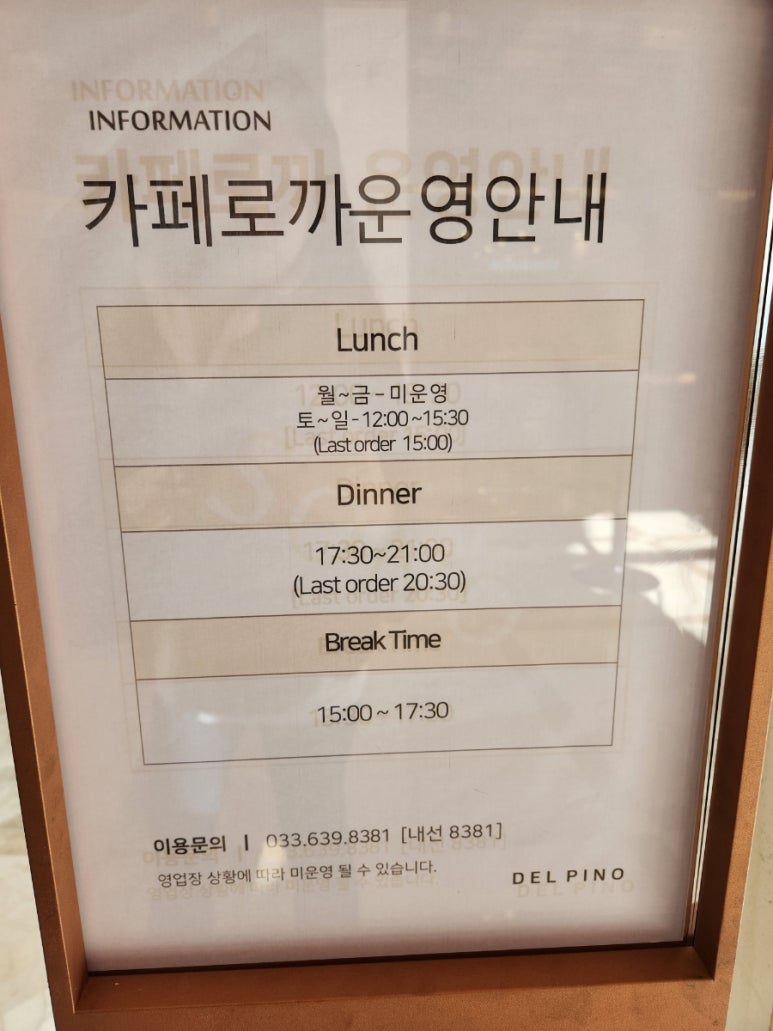 INFORMATION
카페로까운영안내
Lunch
월~금 - 미운영
토~일 - 12:00 ~15:30
(Last order 15:00)
Dinner
17:30~21:00
(Last order 20:30)
Break Time
15:00 ~ 17:30
이용문의 | 033.639.8381 [내선 8381]
영업장 상황에 따라 미운영 될 수 있습니다.
DEL PINO